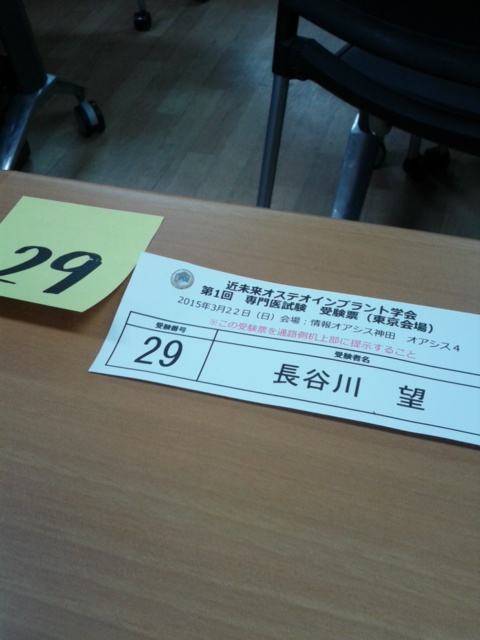 29
近未来オステオインプラント学会
第1回 専門医試験 受験票（東京会場）
2015年3月22日（日）会場：情報オアシス神田 オアシス4
※この受験票を通路側机上部に提示すること
受験番号
受験者名
29
長谷川 望